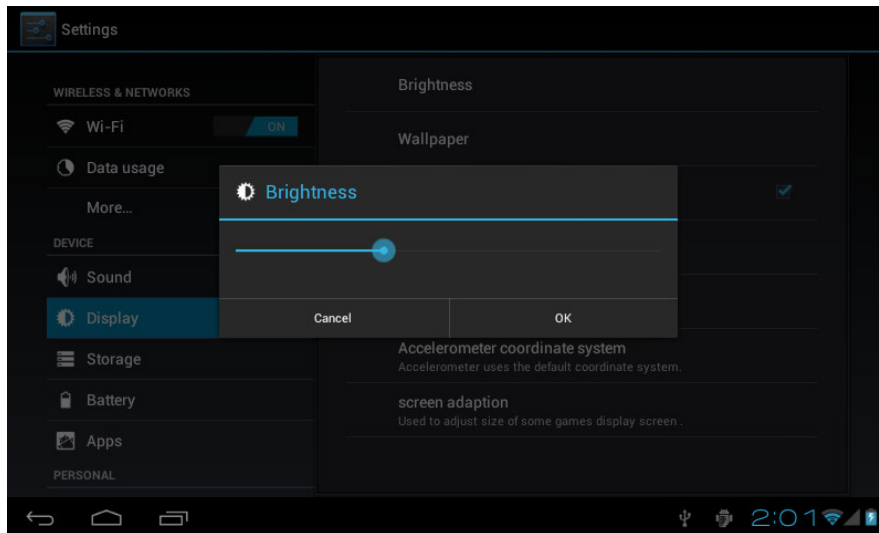 Settings
WIRELESS & NETWORKS
Wi-Fi
ON
Data usage
More...
DEVICE
Sound
Display
Storage
Battery
Apps
PERSONAL
Brightness
Wallpaper
Brightness
Cancel
OK
Accelerometer coordinate system
Accelerometer uses the default coordinate system.
screen adaption
Used to adjust size of some games display screen .
2:01